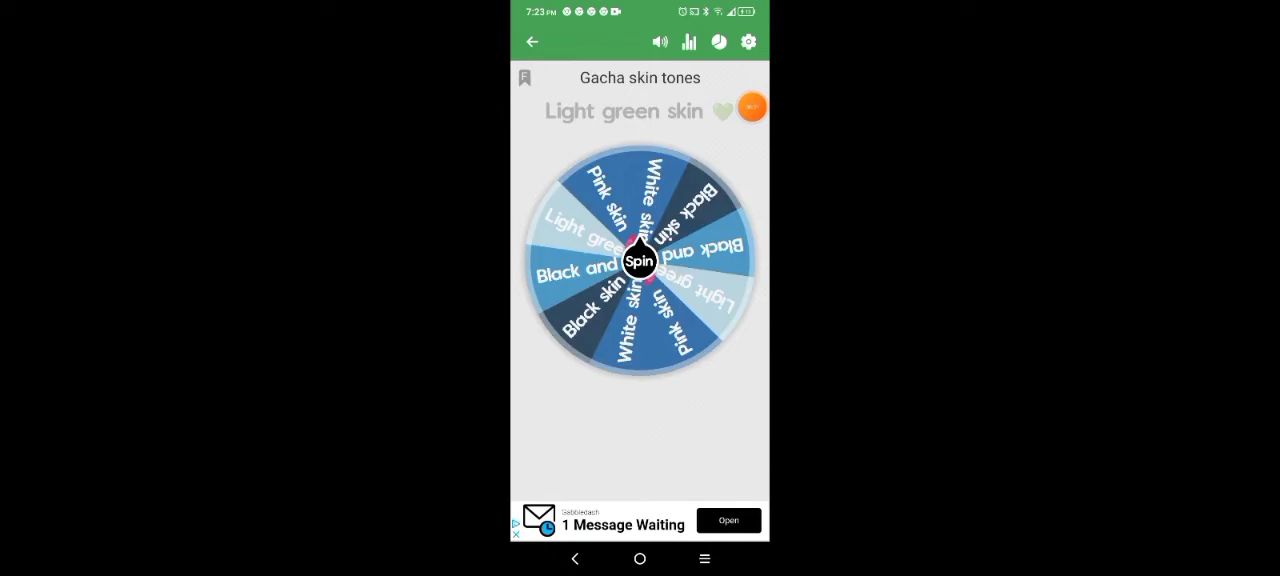 7:23 PM
Gacha skin tones
Light green skin 💚
Pink skin
White skin
Black skin
Black and
Light gree
Pink skin
White skin
Black skin
Black and
Light gree
Spin
Gabbledach
1 Message Waiting
Open